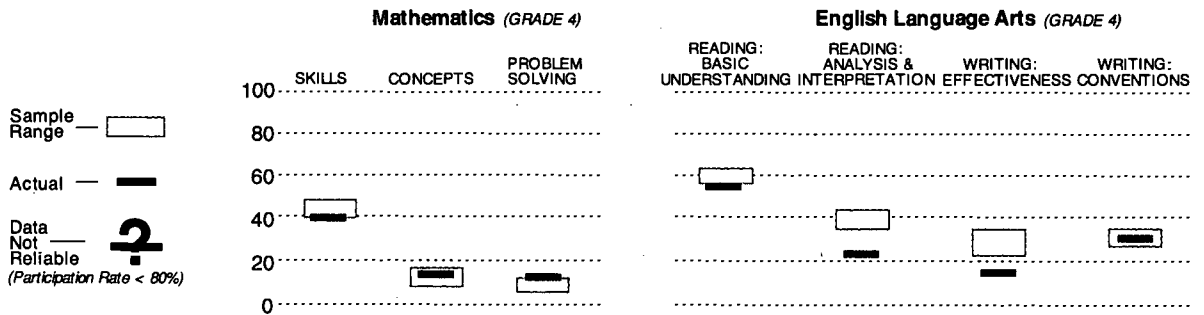 Mathematics (GRADE 4)
English Language Arts (GRADE 4)
SKILLS
CONCEPTS
PROBLEM
SOLVING
READING:
BASIC
UNDERSTANDING
READING:
ANALYSIS &
INTERPRETATION
WRITING:
EFFECTIVENESS
WRITING:
CONVENTIONS
100
80
60
40
20
0
Sample
Range
Actual
Data
Not
Reliable
?
(Participation Rate < 80%)